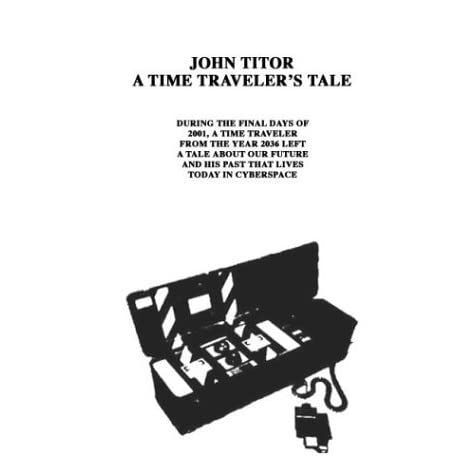 JOHN TITOR
A TIME TRAVELER'S TALE
DURING THE FINAL DAYS OF
2001, A TIME TRAVELER
FROM THE YEAR 2036 LEFT
A TALE ABOUT OUR FUTURE
AND HIS PAST THAT LIVES
TODAY IN CYBERSPACE